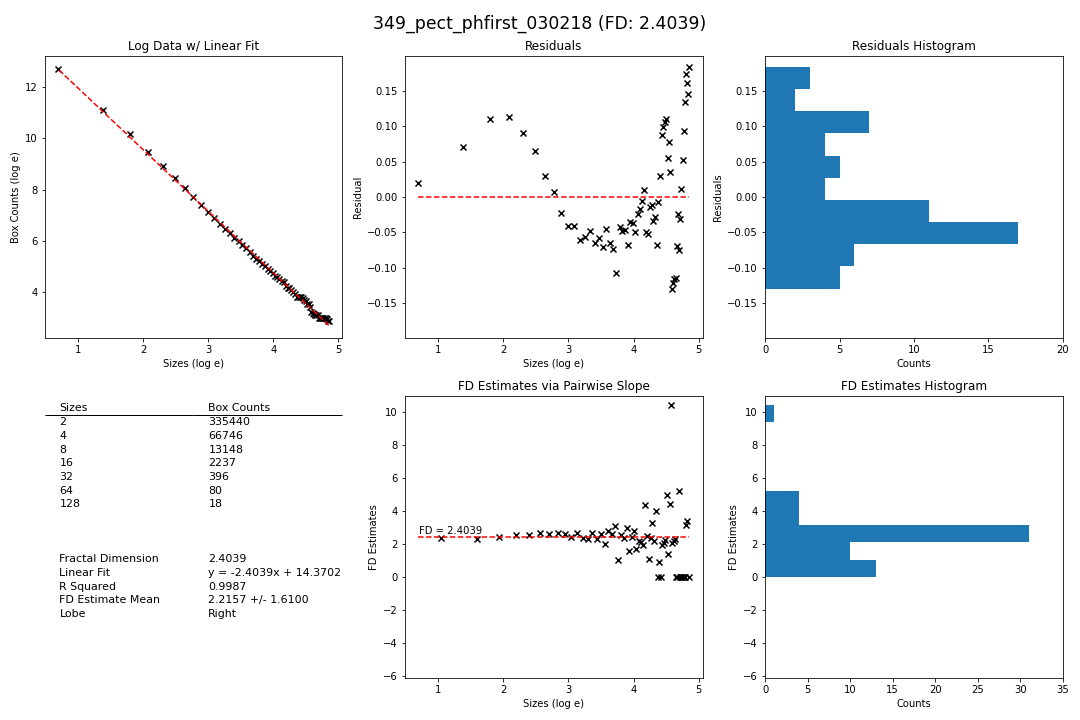 349_pect_phfirst_030218 (FD: 2.4039)
Log Data w/ Linear Fit
Box Counts (log e)
12
10
8
6
4
1 2 3 4 5
Sizes (log e)
Residuals
Residual
0.15
0.10
0.05
0.00
−0.05
−0.10
−0.15
1 2 3 4 5
Sizes (log e)
Residuals Histogram
Residuals
0.15
0.10
0.05
0.00
−0.05
−0.10
−0.15
0 5 10 15 20
Counts
Sizes Box Counts
2 335440
4 66746
8 13148
16 2237
32 396
64 80
128 18
Fractal Dimension 2.4039
Linear Fit y = -2.4039x + 14.3702
R Squared 0.9987
FD Estimate Mean 2.2157 +/- 1.6100
Lobe Right
FD Estimates via Pairwise Slope
FD Estimates
10
8
6
4
2
0
−2
−4
−6
FD = 2.4039
1 2 3 4 5
Sizes (log e)
FD Estimates Histogram
FD Estimates
10
8
6
4
2
0
−2
−4
−6
0 5 10 15 20 25 30 35
Counts